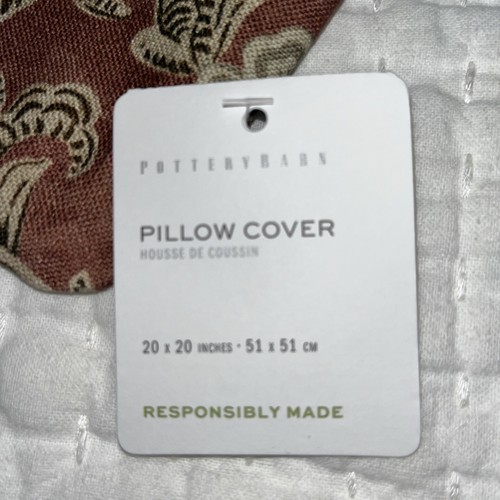 POTTERYBARN
PILLOW COVER
HOUSSE DE COUSSIN
20 x 20 INCHES · 51 x 51 CM
RESPONSIBLY MADE